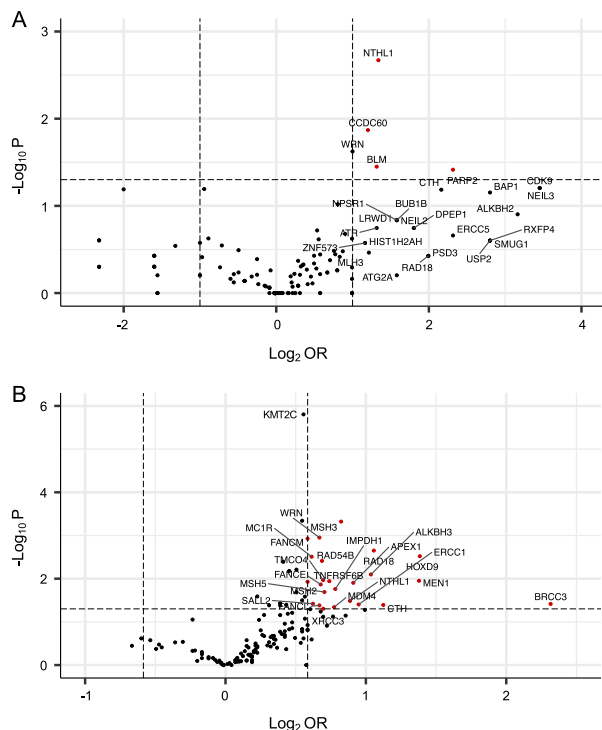 A
3
NTHL1
CCDC60
2
WRN
BLM
-Log10 P
CTH
PARP2
BAP1
CDK9
NEIL3
1
NPSR1
BUB1B
ALKBH2
LRWD1
NEIL2
DPEP1
ATR
ERCC5
RXFP4
ZNF573
HIST1H2AH
SMUG1
MLH3
PSD3
USP2
RAD18
ATG2A
0
-2
0
2
4
Log2 OR
B
6
KMT2C
4
WRN
MSH3
IMPDH1
ALKBH3
MC1R
FANCM
APEX1
ERCC1
-Log10 P
TMCO4
RAD54B
RAD18
HOXD9
2
FANCE
TNFRSF6B
NTHL1
MEN1
MSH5
MSH2
MDM4
BRCC3
SALL2
FANCL
CTH
XRCC3
0
-1
0
1
2
Log2 OR